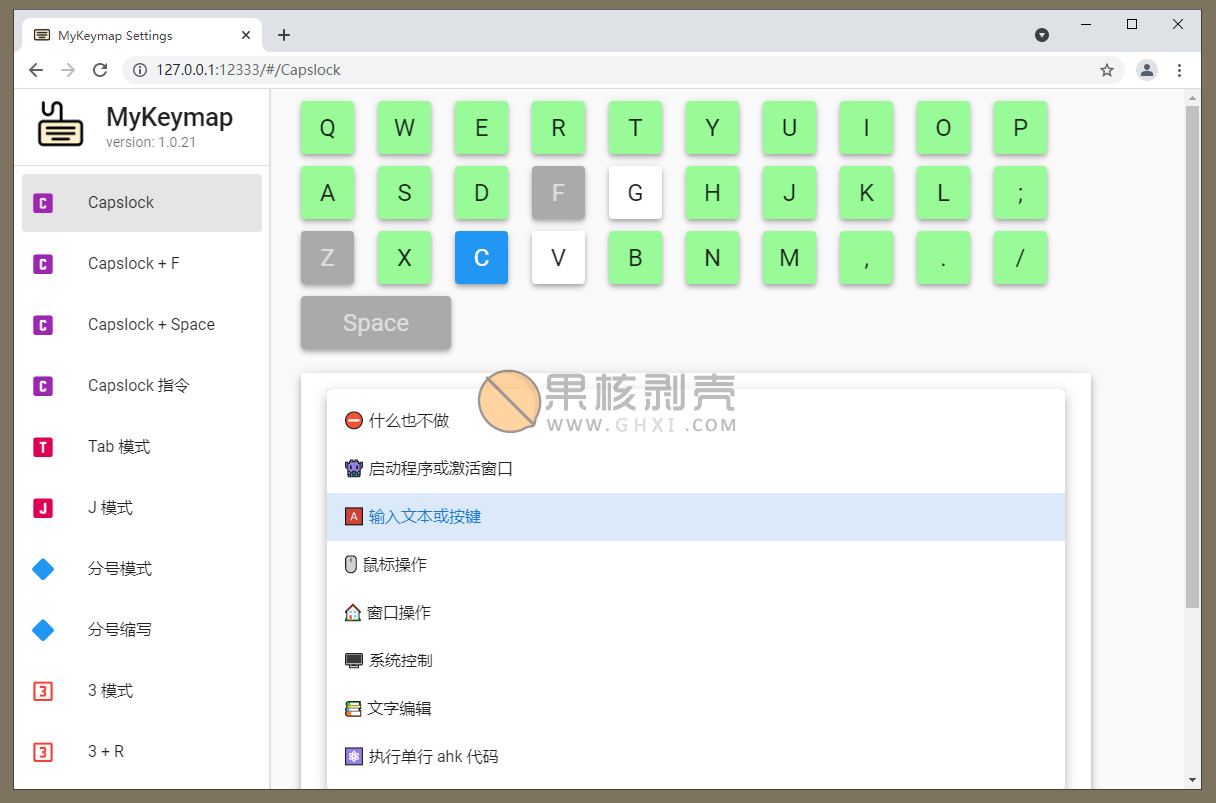 MyKeymap Settings
127.0.0.1:12333/#/Capslock
MyKeymap
version: 1.0.21
Capslock
Capslock + F
Capslock + Space
Capslock 指令
Tab 模式
J 模式
分号模式
分号缩写
3 模式
3 + R
C
C
C
C
T
J
3
3
Q W E R T Y U I O P
A S D F G H J K L ;
Z X C V B N M , . /
Space
果核剥壳
WWW.GHXI.COM
什么也不做
启动程序或激活窗口
A 输入文本或按键
鼠标操作
窗口操作
系统控制
文字编辑
执行单行 ahk 代码